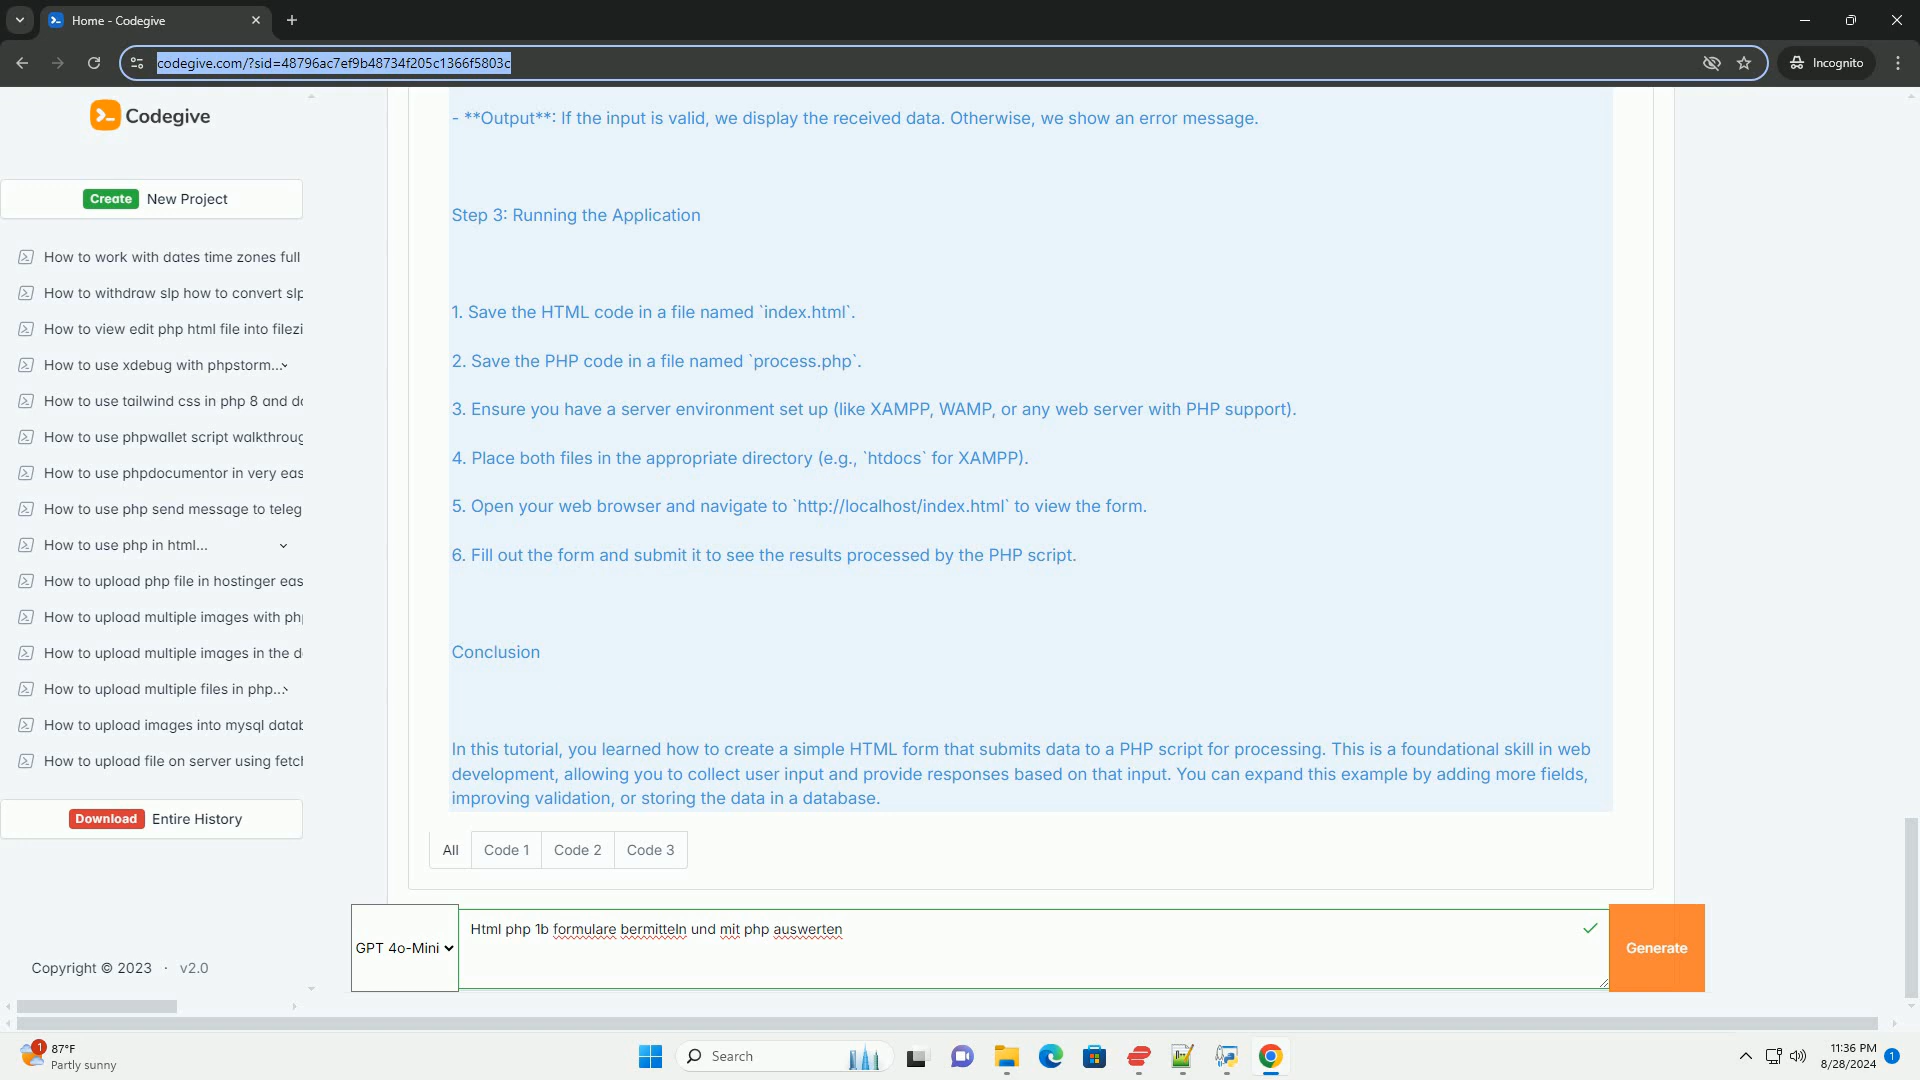 Home - Codegive
codegive.com/?sid=48796ac7ef9b48734f205c1366f5803c
Incognito
Codegive
Create New Project
How to work with dates time zones full
How to withdraw slp how to convert slp
How to view edit php html file into filezi
How to use xdebug with phpstorm...
How to use tailwind css in php 8 and do
How to use phpwallet script walkthroug
How to use phpdocumentor in very eas
How to use php send message to teleg
How to use php in html...
How to upload php file in hostinger eas
How to upload multiple images with ph
How to upload multiple images in the d
How to upload multiple files in php...
How to upload images into mysql datab
How to upload file on server using fetch
Download Entire History
Copyright © 2023 · v2.0
- **Output**: If the input is valid, we display the received data. Otherwise, we show an error message.
Step 3: Running the Application
1. Save the HTML code in a file named `index.html`.
2. Save the PHP code in a file named `process.php`.
3. Ensure you have a server environment set up (like XAMPP, WAMP, or any web server with PHP support).
4. Place both files in the appropriate directory (e.g., `htdocs` for XAMPP).
5. Open your web browser and navigate to `http://localhost/index.html` to view the form.
6. Fill out the form and submit it to see the results processed by the PHP script.
Conclusion
In this tutorial, you learned how to create a simple HTML form that submits data to a PHP script for processing. This is a foundational skill in web
development, allowing you to collect user input and provide responses based on that input. You can expand this example by adding more fields,
improving validation, or storing the data in a database.
All Code 1 Code 2 Code 3
GPT 4o-Mini
Html php 1b formulare bermitteln und mit php auswerten
Generate
1
87°F
Partly sunny
Search
11:36 PM
8/28/2024
1